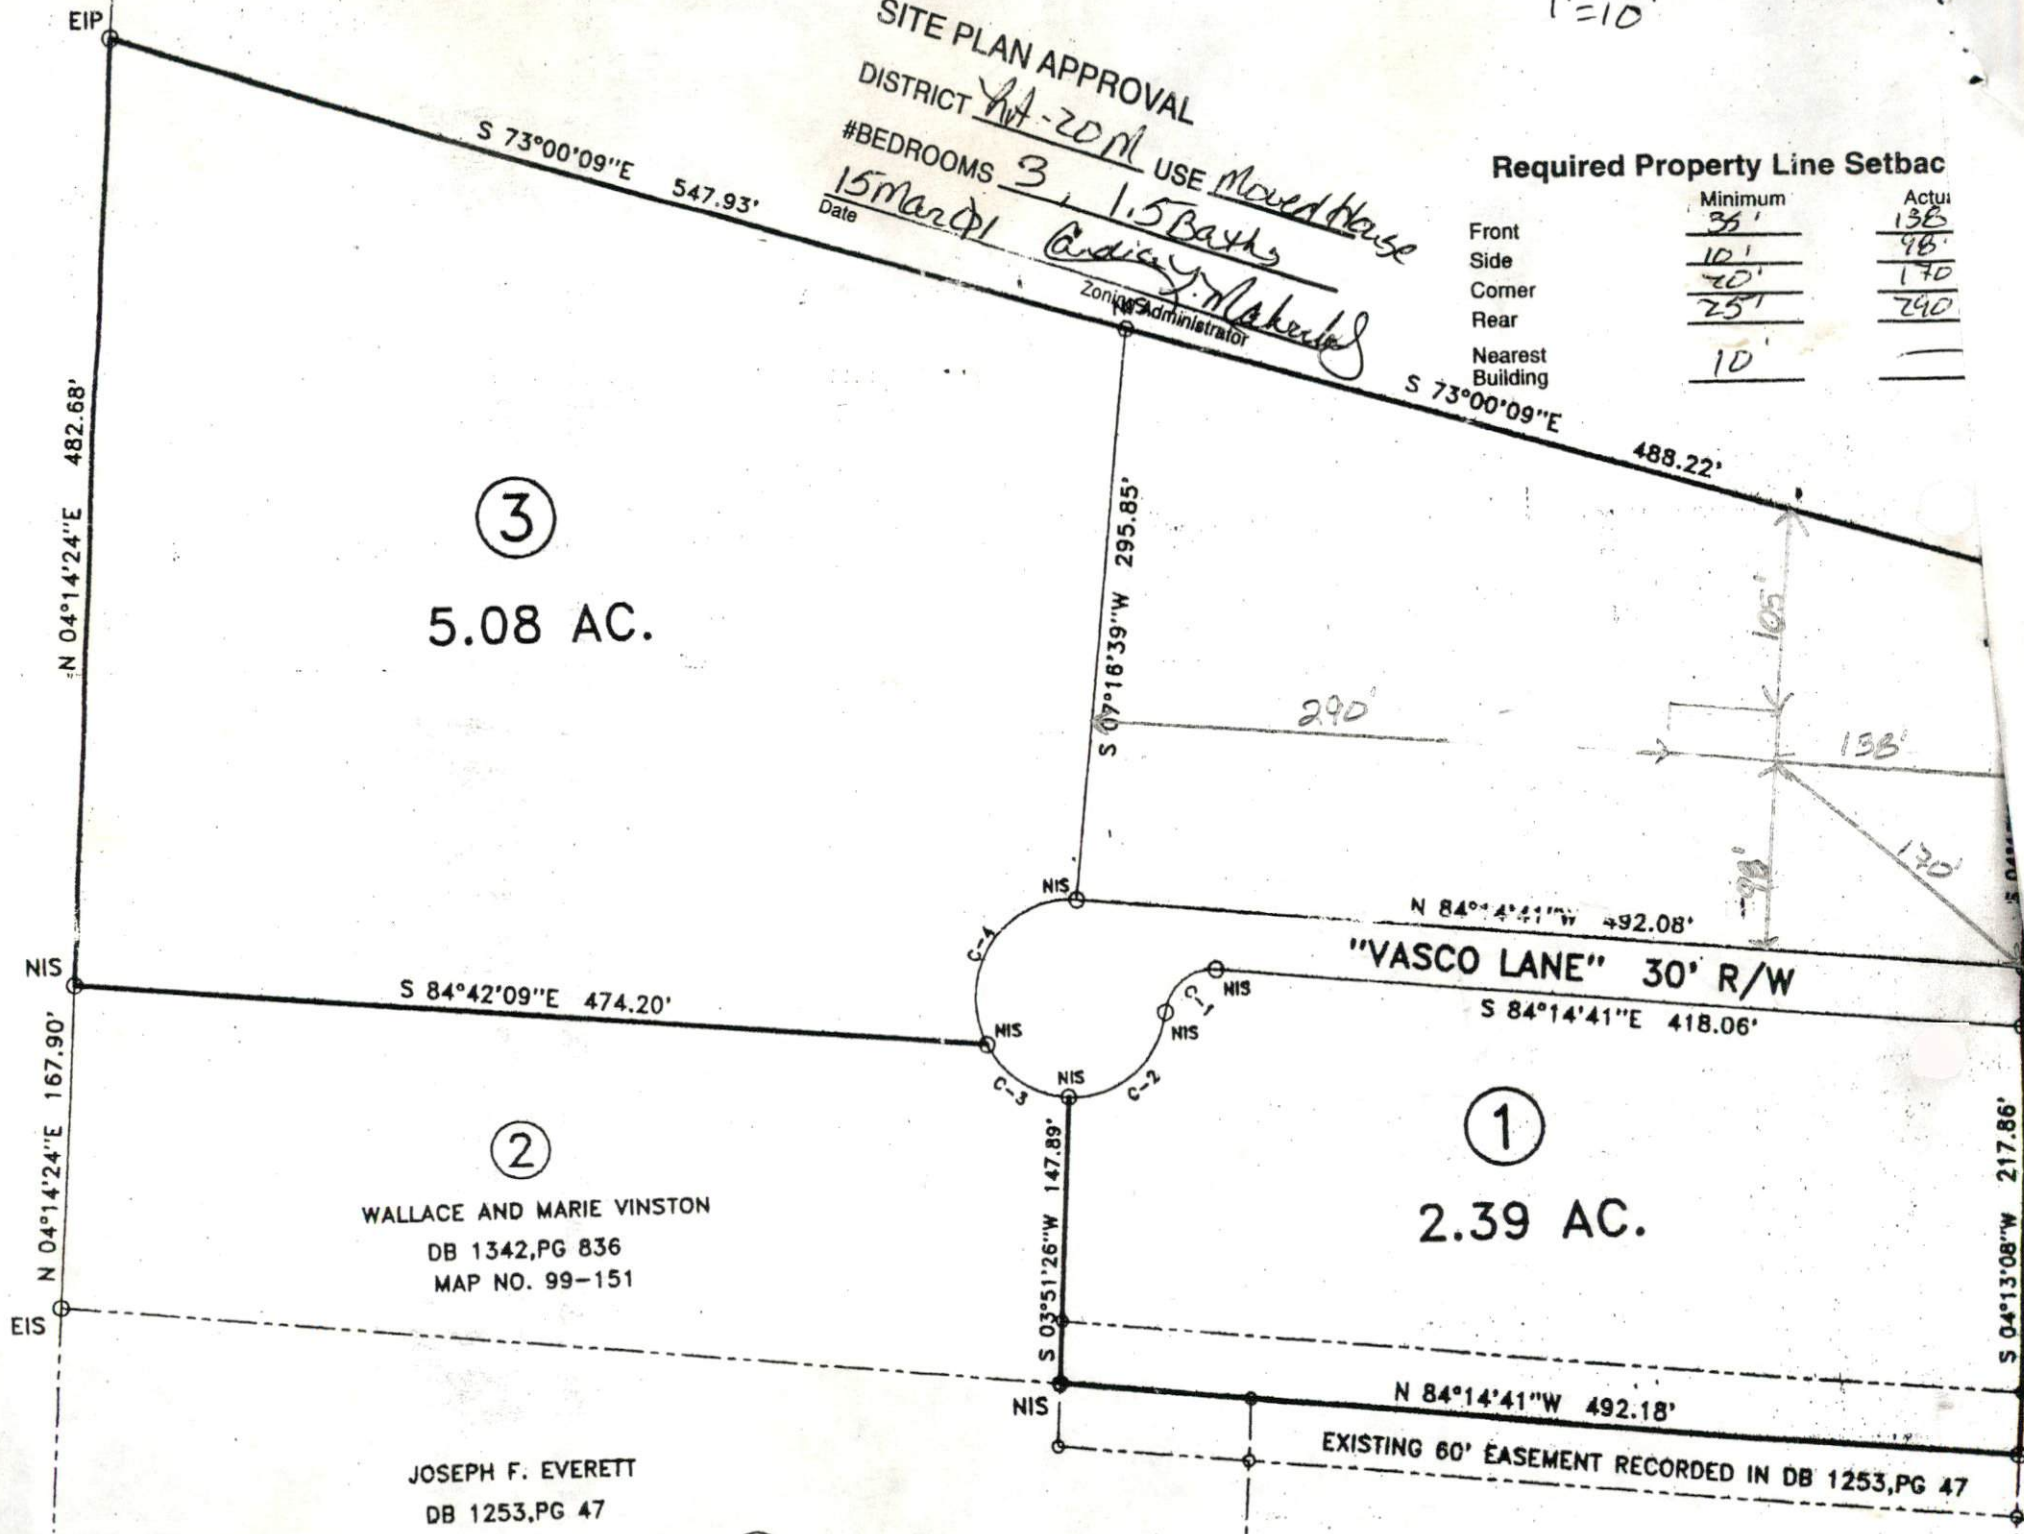 EIP
1"=10'
SITE PLAN APPROVAL
DISTRICT RA-20M USE Moved House
#BEDROOMS 3, 1.5 Baths
15 Mar 01
Date
Zoning Administrator
Required Property Line Setbac
Minimum Actu
Front 35' 138
Side 10' 98'
Corner 20' 170
Rear 25' 290
Nearest
Building 10' —
S 73°00'09"E 547.93'
S 73°00'09"E 488.22'
N 04°14'24"E 482.68'
3
5.08 AC.
S 07°16'39"W 295.85'
105'
290'
138'
98'
170'
NIS
N 84°14'41"W 492.08'
"VASCO LANE" 30' R/W
C-4
NIS
S 84°42'09"E 474.20'
NIS
C-1
NIS
NIS
S 84°14'41"E 418.06'
C-3
NIS
C-2
N 04°14'24"E 167.90'
2
WALLACE AND MARIE VINSTON
DB 1342,PG 836
MAP NO. 99-151
S 03°51'26"W 147.89'
1
2.39 AC.
S 04°13'08"W 217.86'
EIS
NIS
N 84°14'41"W 492.18'
EXISTING 60' EASEMENT RECORDED IN DB 1253,PG 47
JOSEPH F. EVERETT
DB 1253,PG 47